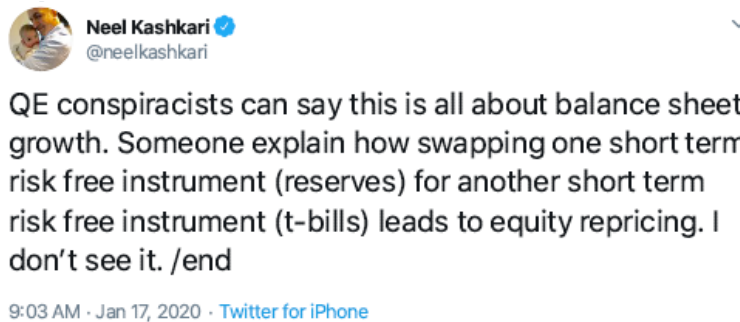 Neel Kashkari
@neelkashkari
QE conspiracists can say this is all about balance sheet
growth. Someone explain how swapping one short term
risk free instrument (reserves) for another short term
risk free instrument (t-bills) leads to equity repricing. I
don't see it. /end
9:03 AM · Jan 17, 2020 · Twitter for iPhone